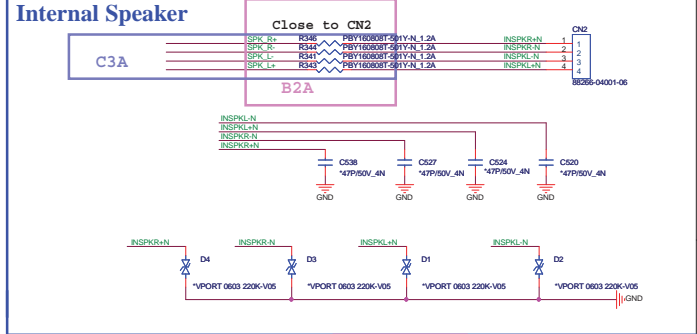 Internal Speaker
Close to CN2
CN2
SPK_R+ R346 PBY160808T-501Y-N_1.2A INSPKR+N 1 1
SPK_R- R344 PBY160808T-501Y-N_1.2A INSPKR-N 2 2
SPK_L- R341 PBY160808T-501Y-N_1.2A INSPKL-N 3 3
SPK_L+ R343 PBY160808T-501Y-N_1.2A INSPKL+N 4 4
C3A
B2A
88266-04001-06
INSPKL-N
INSPKL+N
INSPKR-N
INSPKR+N
C538 C527 C524 C520
*47P/50V_4N *47P/50V_4N *47P/50V_4N *47P/50V_4N
GND GND GND GND
INSPKR+N INSPKR-N INSPKL+N INSPKL-N
D4 D3 D1 D2
*VPORT 0603 220K-V05 *VPORT 0603 220K-V05 *VPORT 0603 220K-V05 *VPORT 0603 220K-V05
GND